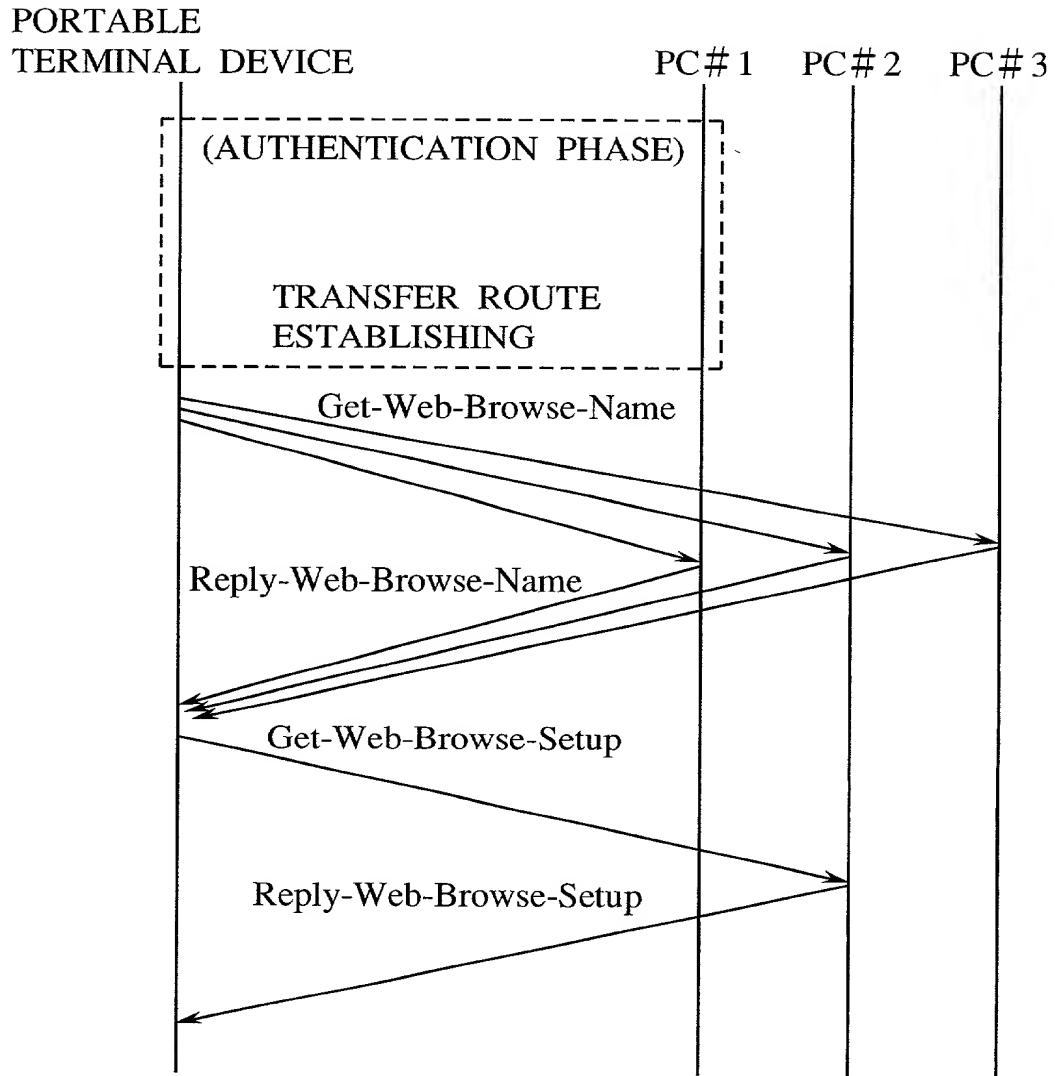 PORTABLE
TERMINAL DEVICE
PC#1 PC#2 PC#3
(AUTHENTICATION PHASE)
TRANSFER ROUTE
ESTABLISHING
Get-Web-Browse-Name
Reply-Web-Browse-Name
Get-Web-Browse-Setup
Reply-Web-Browse-Setup